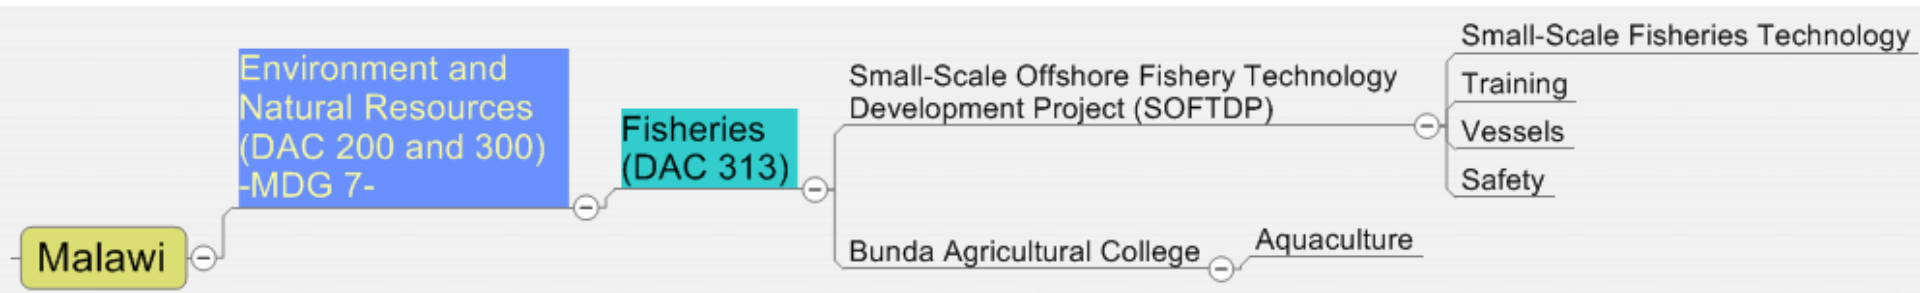 Malawi
Environment and
Natural Resources
(DAC 200 and 300)
-MDG 7-
Fisheries
(DAC 313)
Small-Scale Offshore Fishery Technology
Development Project (SOFTDP)
Small-Scale Fisheries Technology
Training
Vessels
Safety
Bunda Agricultural College
Aquaculture